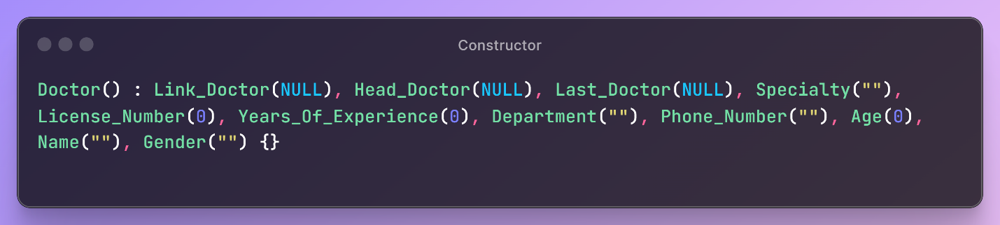 Constructor
Doctor() : Link_Doctor(NULL), Head_Doctor(NULL), Last_Doctor(NULL), Specialty(""),
License_Number(0), Years_Of_Experience(0), Department(""), Phone_Number(""), Age(0),
Name(""), Gender("") {}